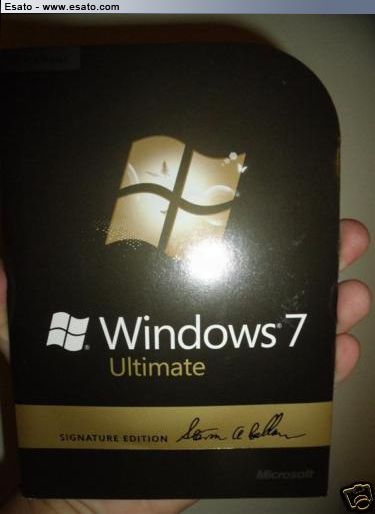 Esato - www.esato.com
Windows® 7
Ultimate
SIGNATURE EDITION
Microsoft